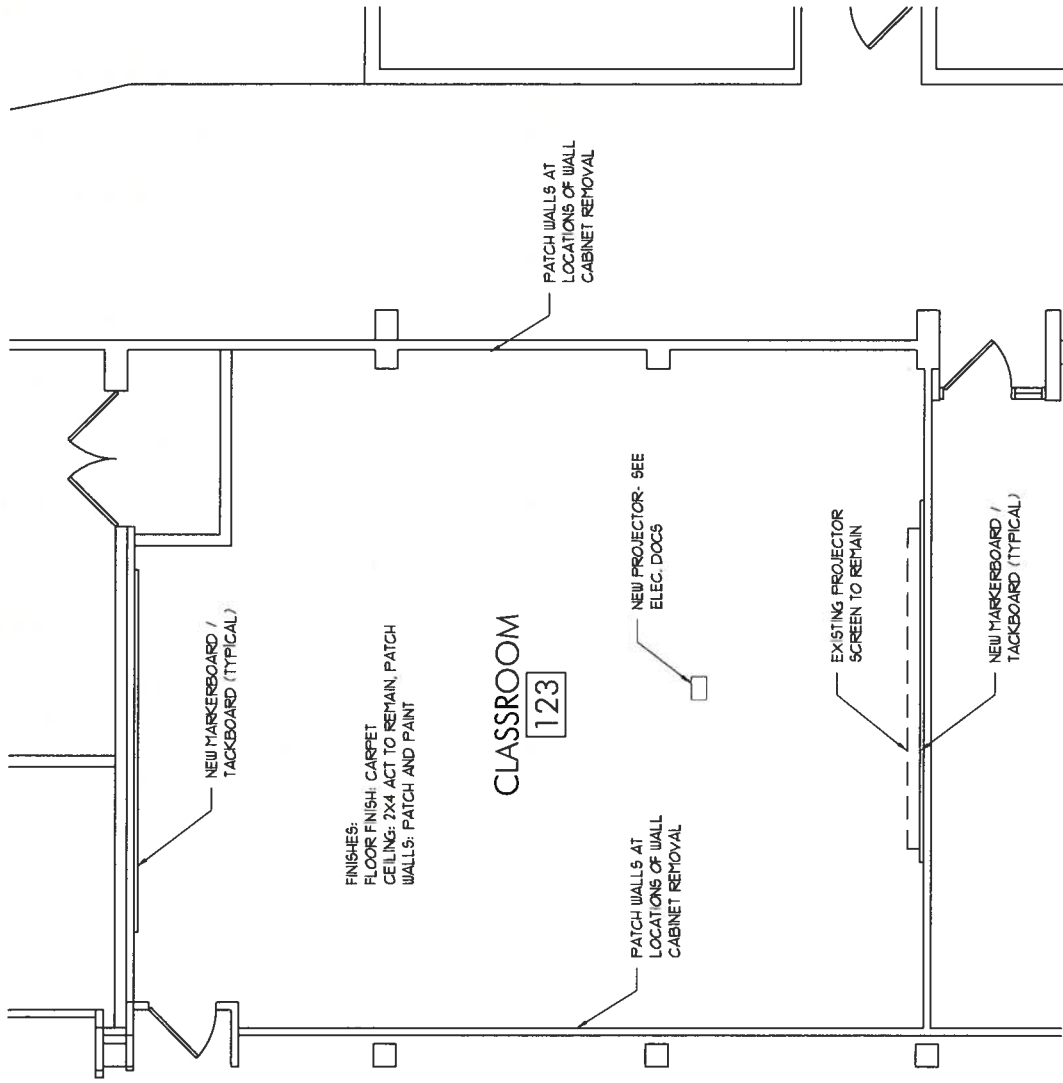 NEW MARKERBOARD /
TACKBOARD (TYPICAL)
FINISHES:
FLOOR FINISH: CARPET
CEILING: 2X4 ACT TO REMAIN, PATCH
WALLS: PATCH AND PAINT
CLASSROOM
123
PATCH WALLS AT
LOCATIONS OF WALL
CABINET REMOVAL
NEW PROJECTOR- SEE
ELEC. DOCS
PATCH WALLS AT
LOCATIONS OF WALL
CABINET REMOVAL
EXISTING PROJECTOR
SCREEN TO REMAIN
NEW MARKERBOARD /
TACKBOARD (TYPICAL)